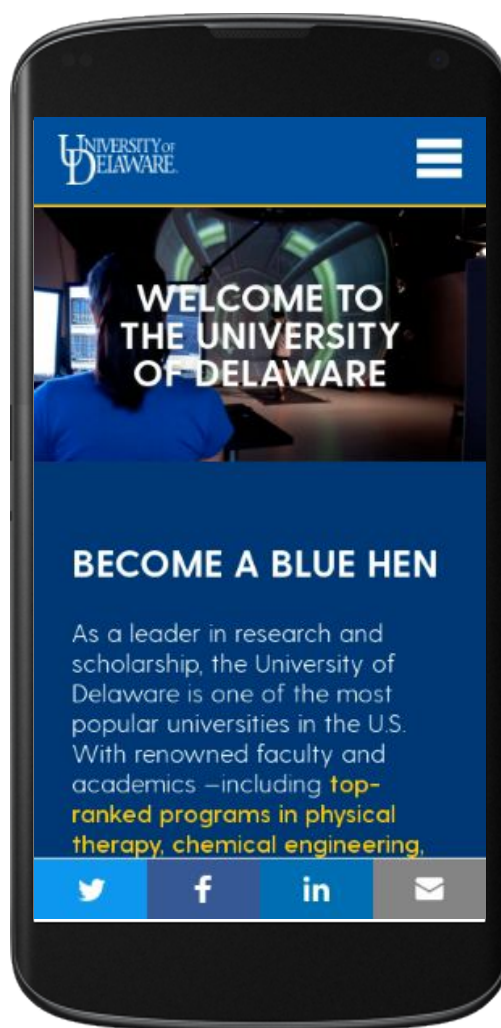 UNIVERSITY OF
DELAWARE
WELCOME TO
THE UNIVERSITY
OF DELAWARE
BECOME A BLUE HEN
As a leader in research and
scholarship, the University of
Delaware is one of the most
popular universities in the U.S.
With renowned faculty and
academics –including top-
ranked programs in physical
therapy, chemical engineering,
f
in